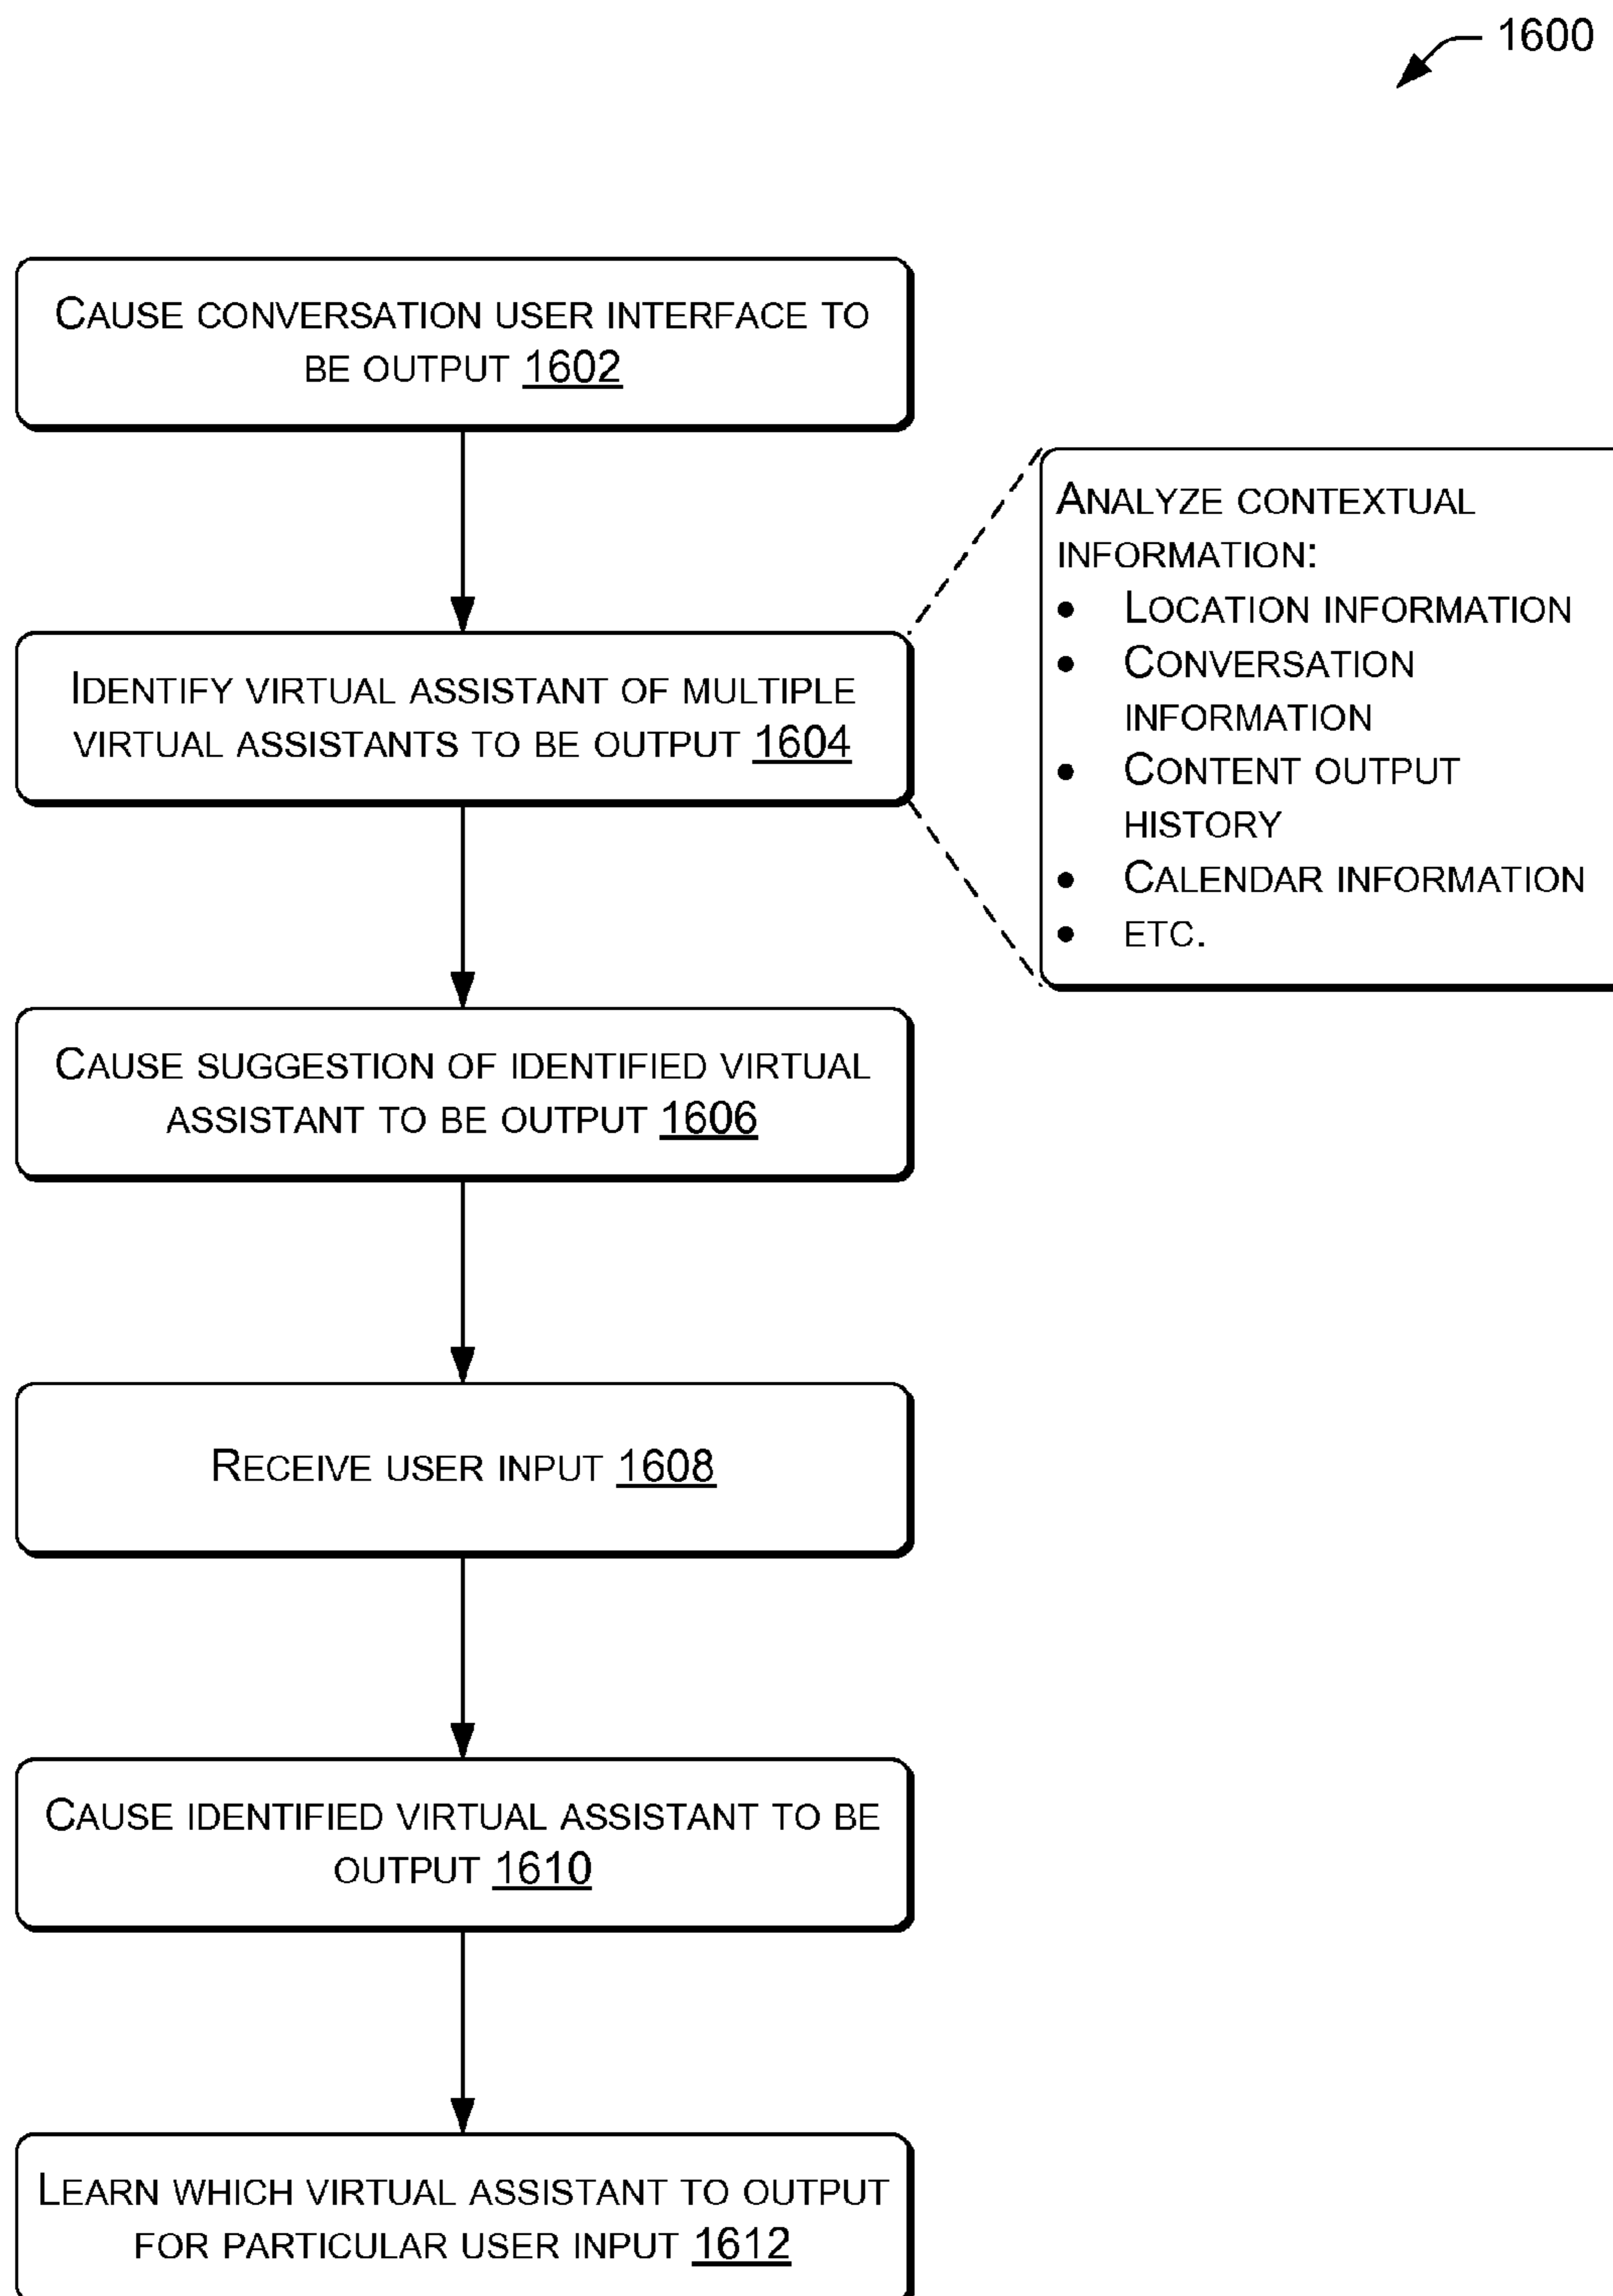 1600
CAUSE CONVERSATION USER INTERFACE TO
BE OUTPUT 1602
IDENTIFY VIRTUAL ASSISTANT OF MULTIPLE
VIRTUAL ASSISTANTS TO BE OUTPUT 1604
ANALYZE CONTEXTUAL
INFORMATION:
• LOCATION INFORMATION
• CONVERSATION
INFORMATION
• CONTENT OUTPUT
HISTORY
• CALENDAR INFORMATION
• ETC.
CAUSE SUGGESTION OF IDENTIFIED VIRTUAL
ASSISTANT TO BE OUTPUT 1606
RECEIVE USER INPUT 1608
CAUSE IDENTIFIED VIRTUAL ASSISTANT TO BE
OUTPUT 1610
LEARN WHICH VIRTUAL ASSISTANT TO OUTPUT
FOR PARTICULAR USER INPUT 1612